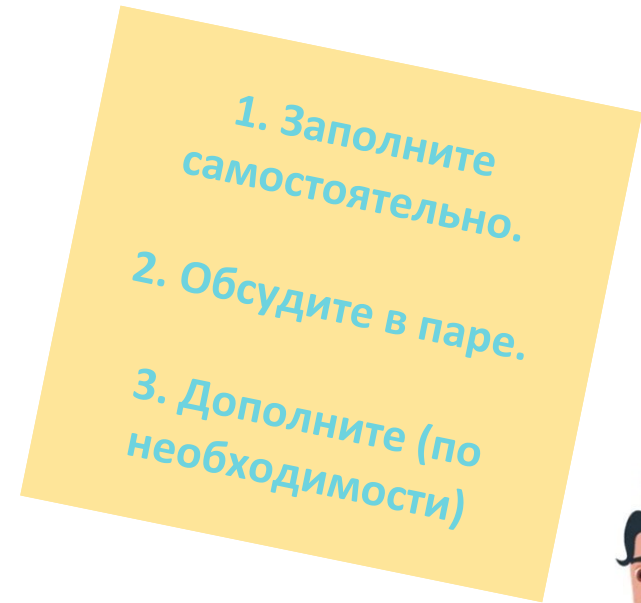 1. Заполните
самостоятельно.
2. Обсудите в паре.
3. Дополните (по
необходимости)